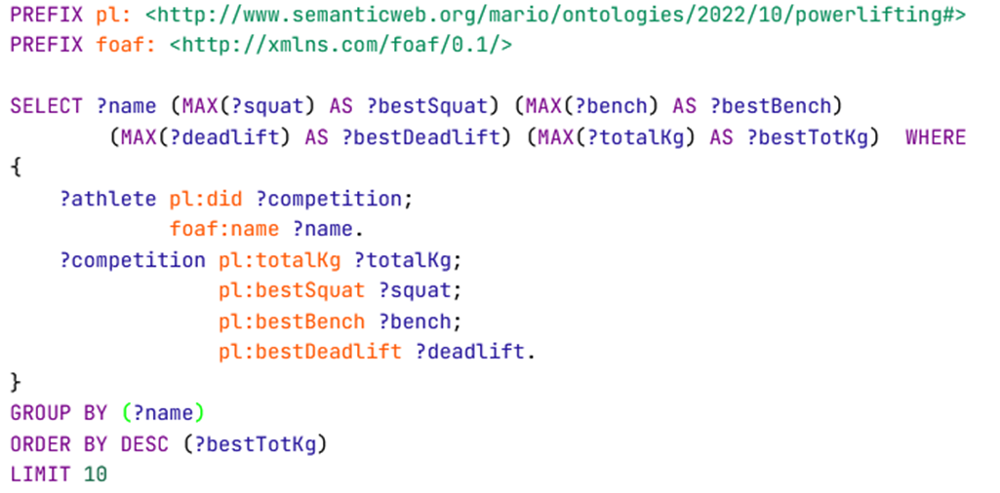 PREFIX pl: <http://www.semanticweb.org/mario/ontologies/2022/10/powerlifting#>
PREFIX foaf: <http://xmlns.com/foaf/0.1/>
SELECT ?name (MAX(?squat) AS ?bestSquat) (MAX(?bench) AS ?bestBench)
(MAX(?deadlift) AS ?bestDeadlift) (MAX(?totalKg) AS ?bestTotKg) WHERE
{
?athlete pl:did ?competition;
foaf:name ?name.
?competition pl:totalKg ?totalKg;
pl:bestSquat ?squat;
pl:bestBench ?bench;
pl:bestDeadlift ?deadlift.
}
GROUP BY (?name)
ORDER BY DESC (?bestTotKg)
LIMIT 10